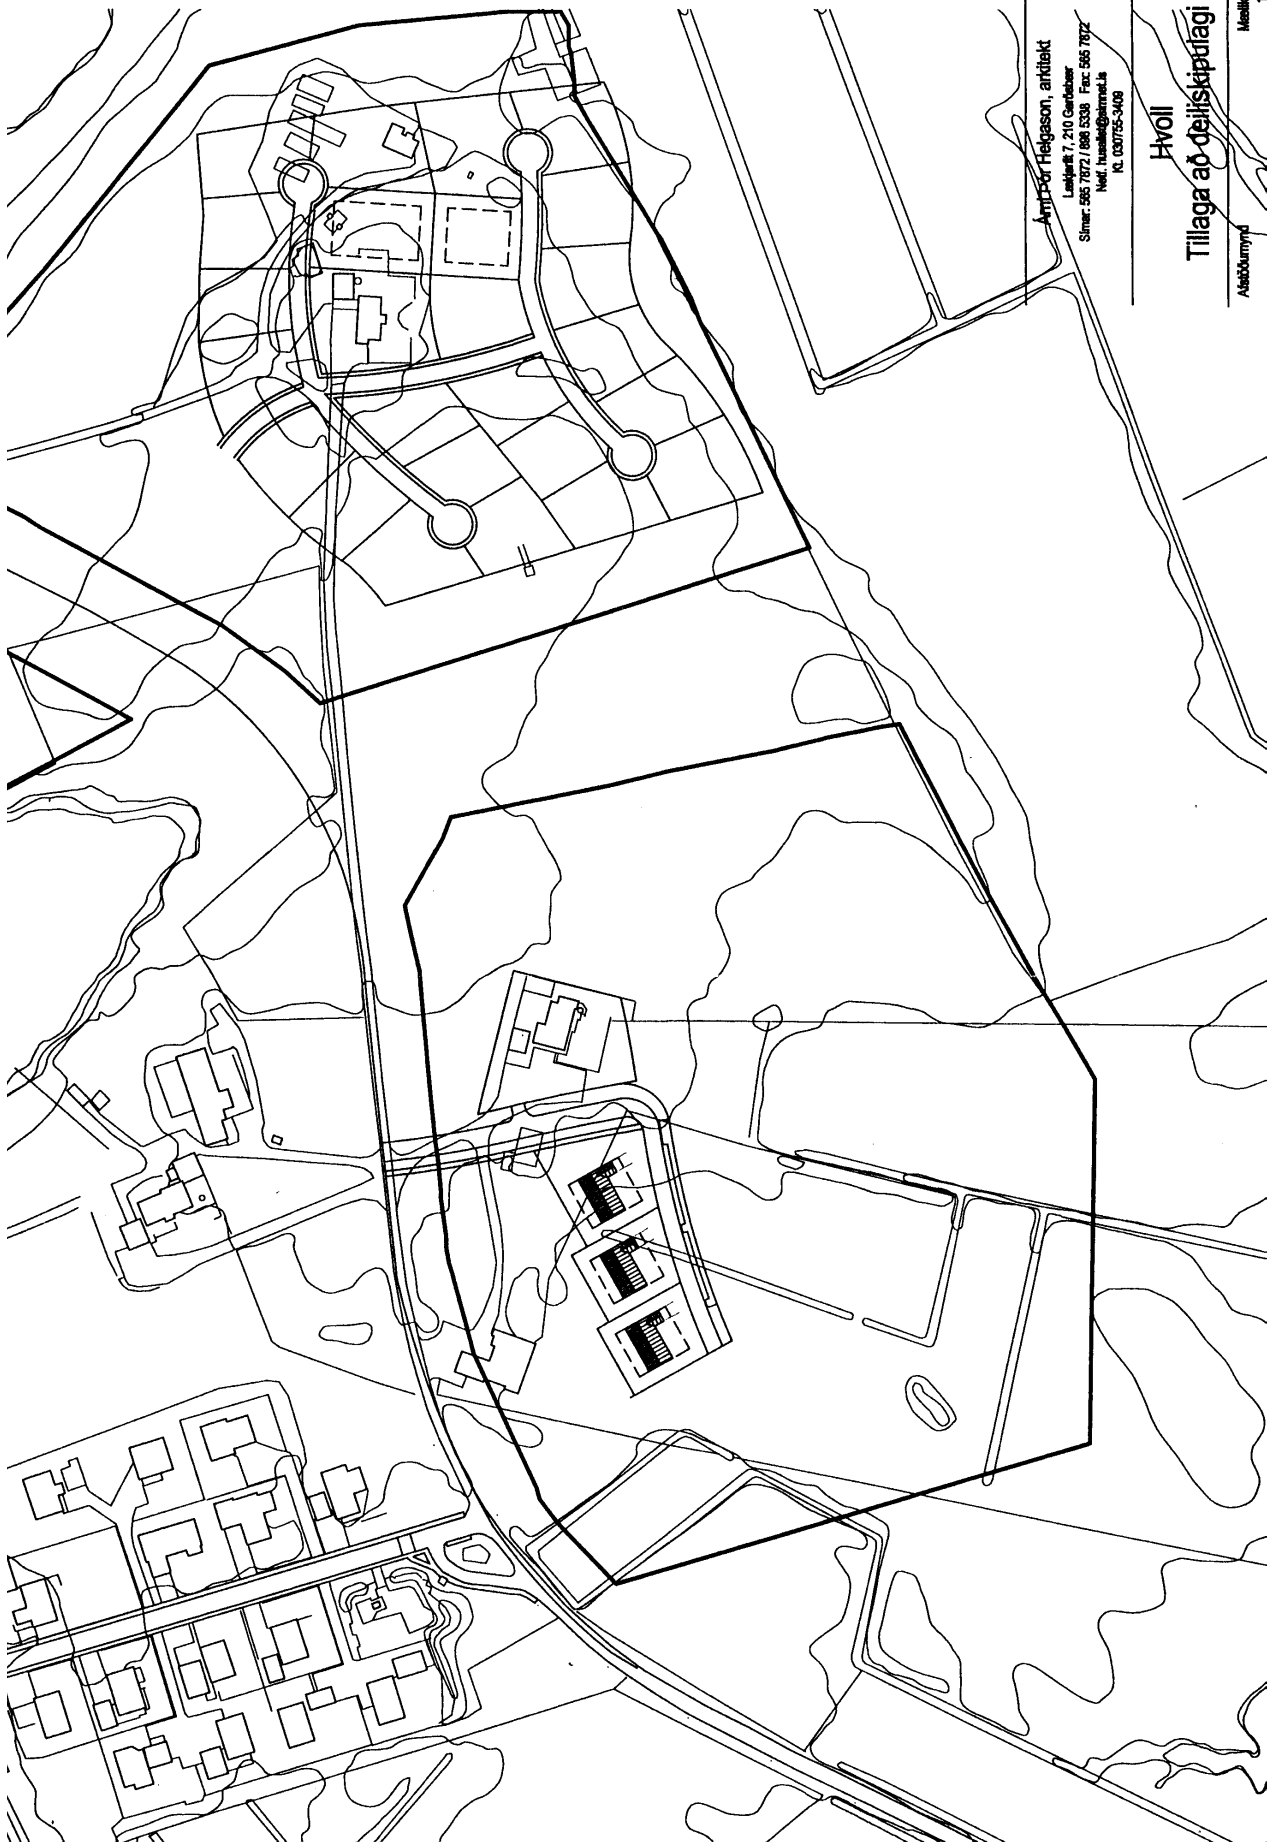 Árni Þór Helgason, arkitekt
Lækjarfit 7, 210 Garðabær
Símar: 565 7872 / 898 5338 Fax: 565 7872
Netf. husalist@simnet.is
Kt. 030755-3409
Hvoll
Tillaga að deiliskipulagi
Afstöðumynd